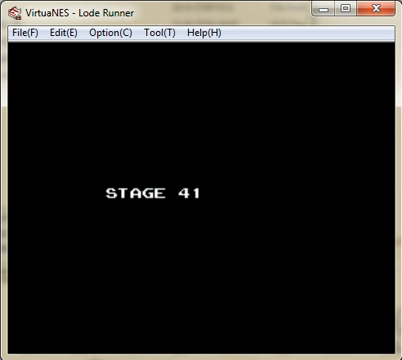 VirtuaNES - Lode Runner
File(F) Edit(E) Option(C) Tool(T) Help(H)
STAGE 41